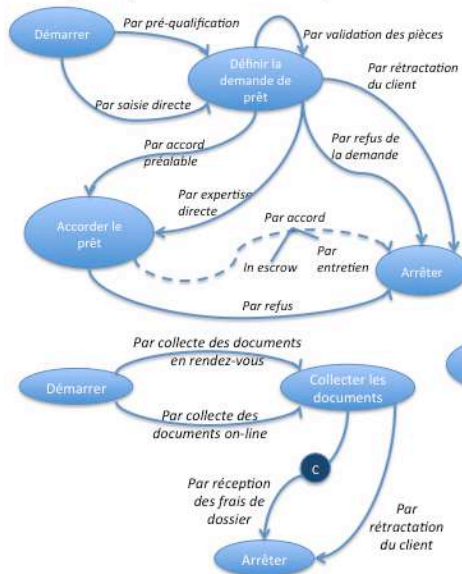 Par pré-qualification
Démarrer
Par validation des pièces
Définir la
demande de
prêt
Par rétractation
du client
Par saisie directe
Par accord
préalable
Par refus de
la demande
Par expertise
directe
Accorder le
prêt
Par accord
In escrow
Par
entretien
Arrêter
Par refus
Par collecte des documents
en rendez-vous
Démarrer
Collecter les
documents
Par collecte des
documents on-line
C
Par réception
des frais de
dossier
Par
rétractation
du client
Arrêter